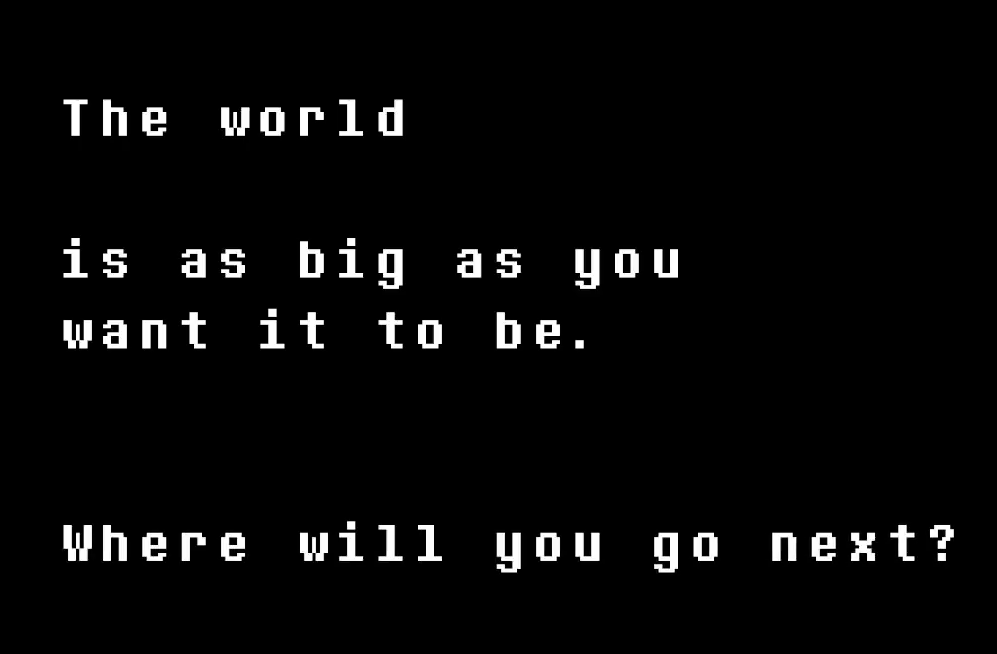 The world
is as big as you
want it to be.
Where will you go next?